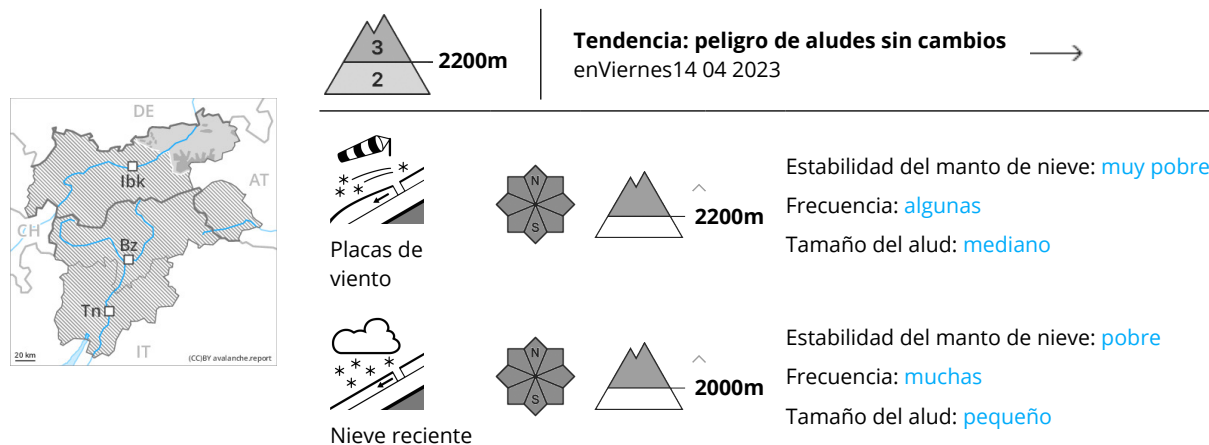 3
2
2200m
Tendencia: peligro de aludes sin cambios
enViernes14 04 2023
DE
Ibk
AT
CH
Bz
Tn
IT
20 km
(CC)BY avalanche.report
N
S
2200m
Placas de
viento
Estabilidad del manto de nieve: muy pobre
Frecuencia: algunas
Tamaño del alud: mediano
N
S
2000m
Nieve reciente
Estabilidad del manto de nieve: pobre
Frecuencia: muchas
Tamaño del alud: pequeño